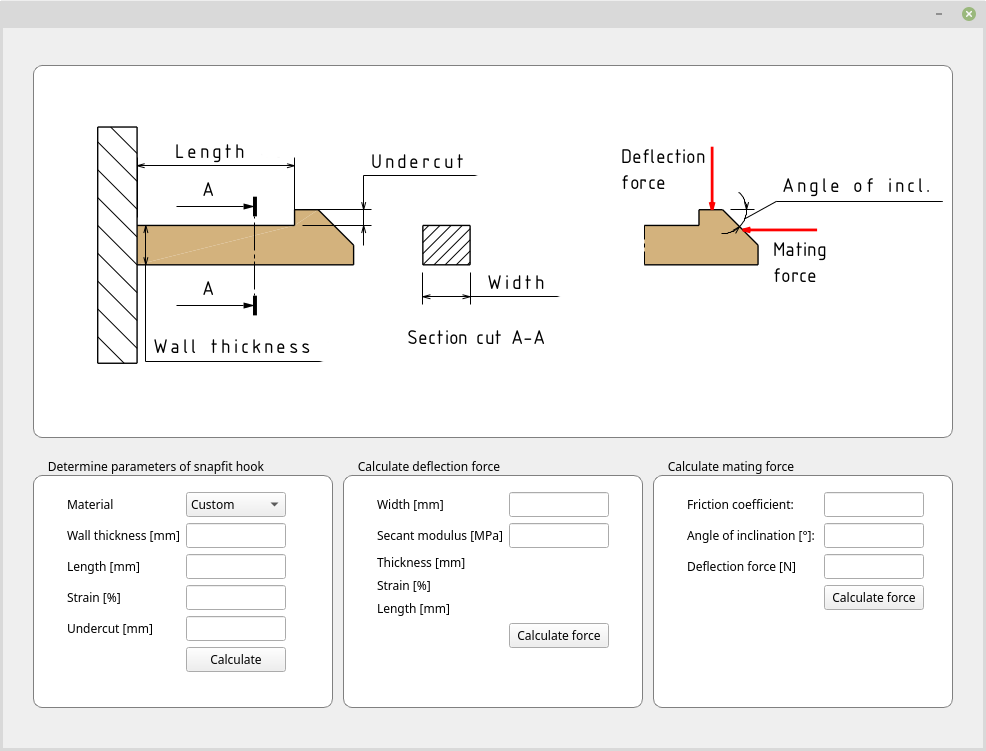 Length
Undercut
A
A
Wall thickness
Width
Section cut A-A
Deflection
force
Angle of incl.
Mating
force
Determine parameters of snapfit hook
Material
Custom
Wall thickness [mm]
Length [mm]
Strain [%]
Undercut [mm]
Calculate
Calculate deflection force
Width [mm]
Secant modulus [MPa]
Thickness [mm]
Strain [%]
Length [mm]
Calculate force
Calculate mating force
Friction coefficient:
Angle of inclination [°]:
Deflection force [N]
Calculate force